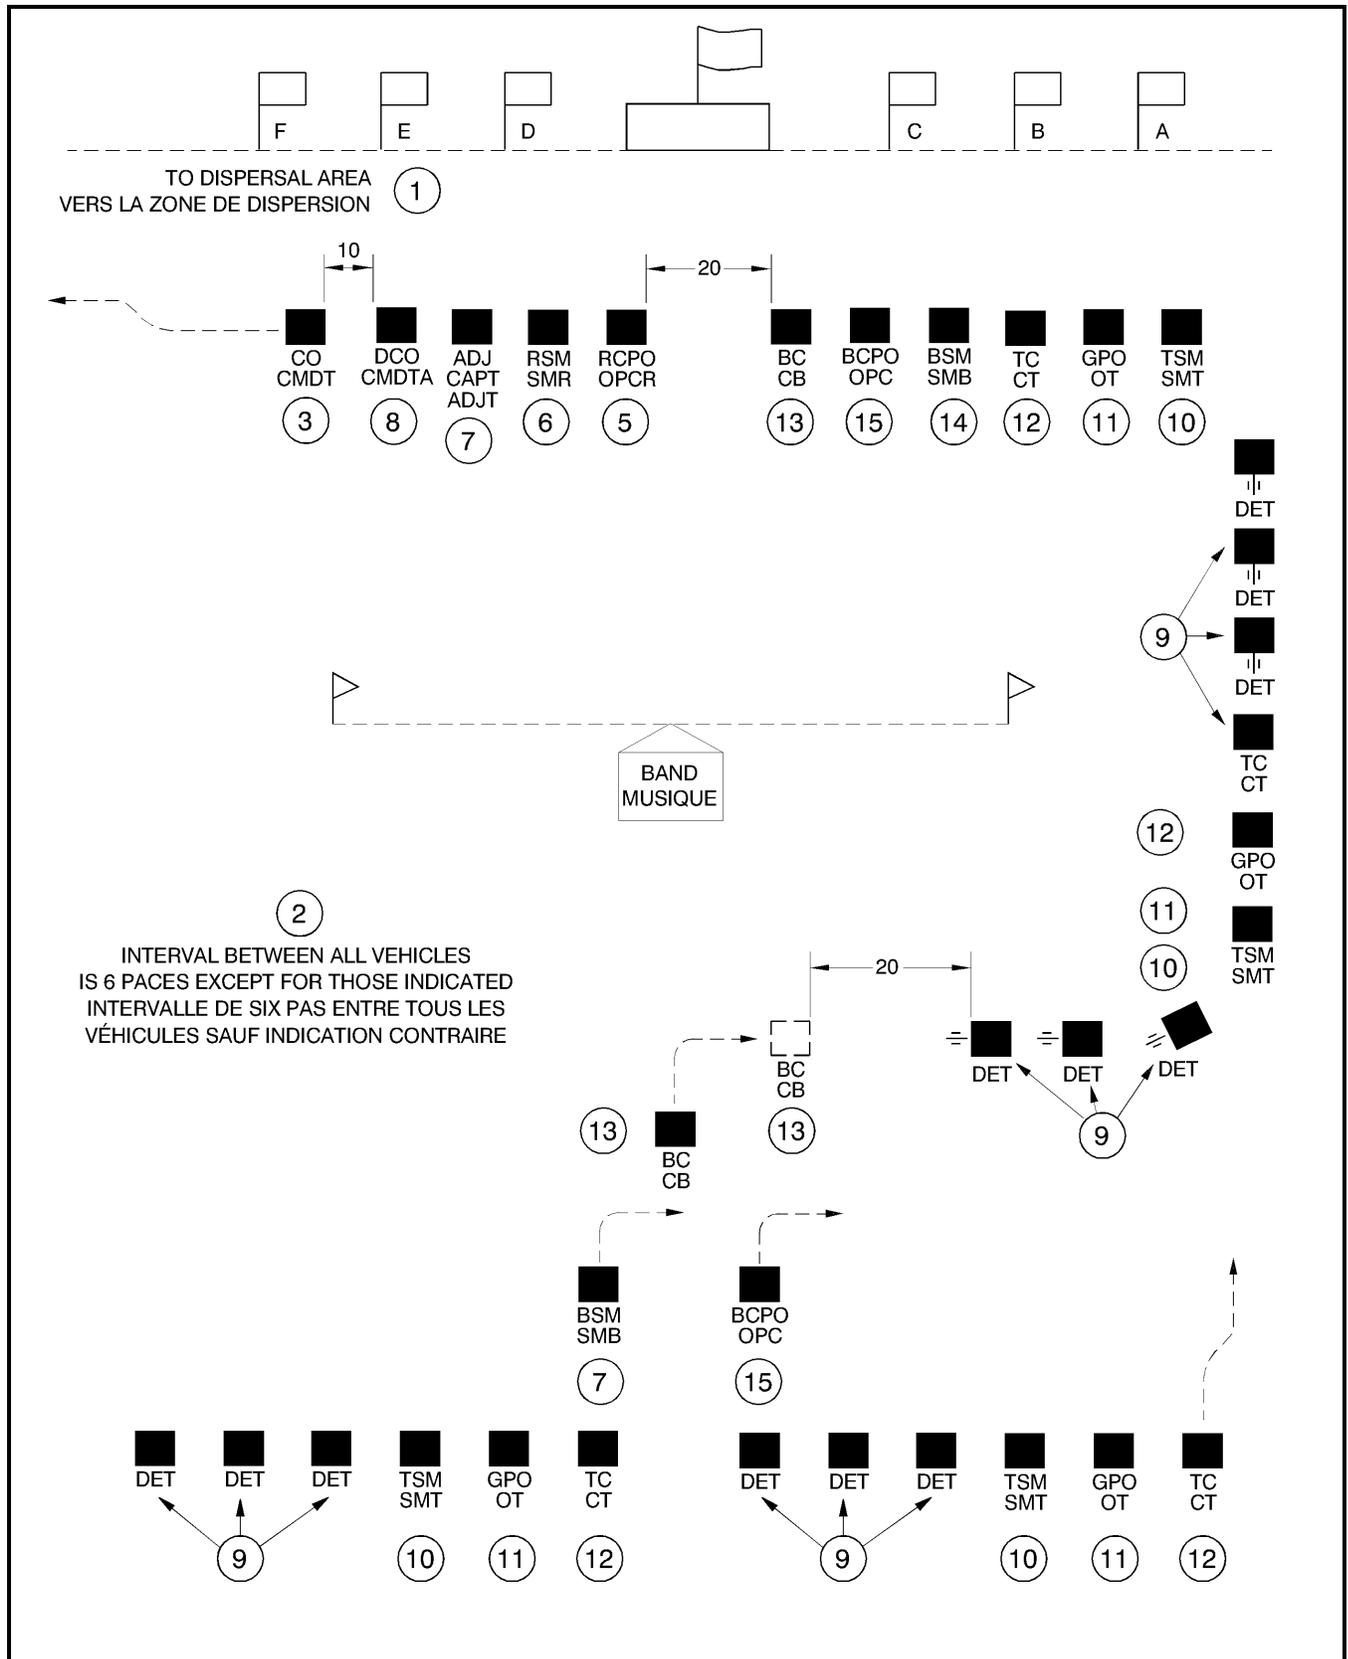 F E D C B A
TO DISPERSAL AREA
VERS LA ZONE DE DISPERSION
1
10
20
CO
CMDT
3
DCO
CMDTA
8
ADJ
CAPT
ADJT
7
RSM
SMR
6
RCPO
OPCR
5
BC
CB
13
BCPO
OPC
15
BSM
SMB
14
TC
CT
12
GPO
OT
11
TSM
SMT
10
DET
DET
9
DET
TC
CT
BAND
MUSIQUE
12
GPO
OT
11
TSM
SMT
10
2
INTERVAL BETWEEN ALL VEHICLES
IS 6 PACES EXCEPT FOR THOSE INDICATED
INTERVALLE DE SIX PAS ENTRE TOUS LES
VÉHICULES SAUF INDICATION CONTRAIRE
20
BC
CB
13
DET
DET
DET
9
13
BC
CB
BSM
SMB
7
BCPO
OPC
15
DET
DET
DET
9
TSM
SMT
10
GPO
OT
11
TC
CT
12
DET
DET
DET
9
TSM
SMT
10
GPO
OT
11
TC
CT
12